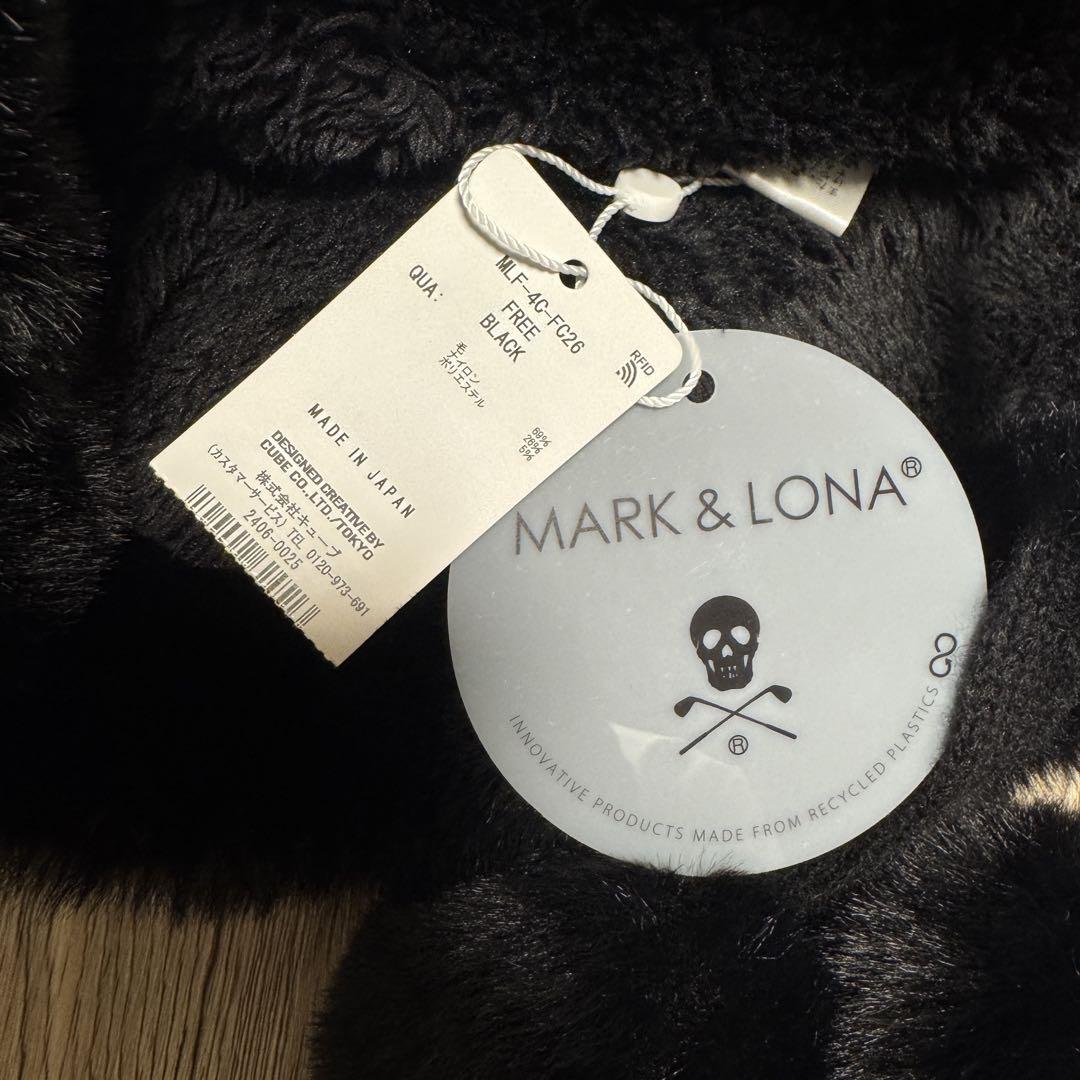 MLF-4C-FC26
QUA: FREE
BLACK
RFID
毛 69%
ナイロン 26%
ポリエステル 5%
MADE IN JAPAN
DESIGNED CREATIVE BY
CUBE CO.,LTD./TOKYO
株式会社キューブ
(カスタマーサービス) TEL 0120-973-691
2406-0025
MARK & LONA®
®
INNOVATIVE PRODUCTS MADE FROM RECYCLED PLASTICS